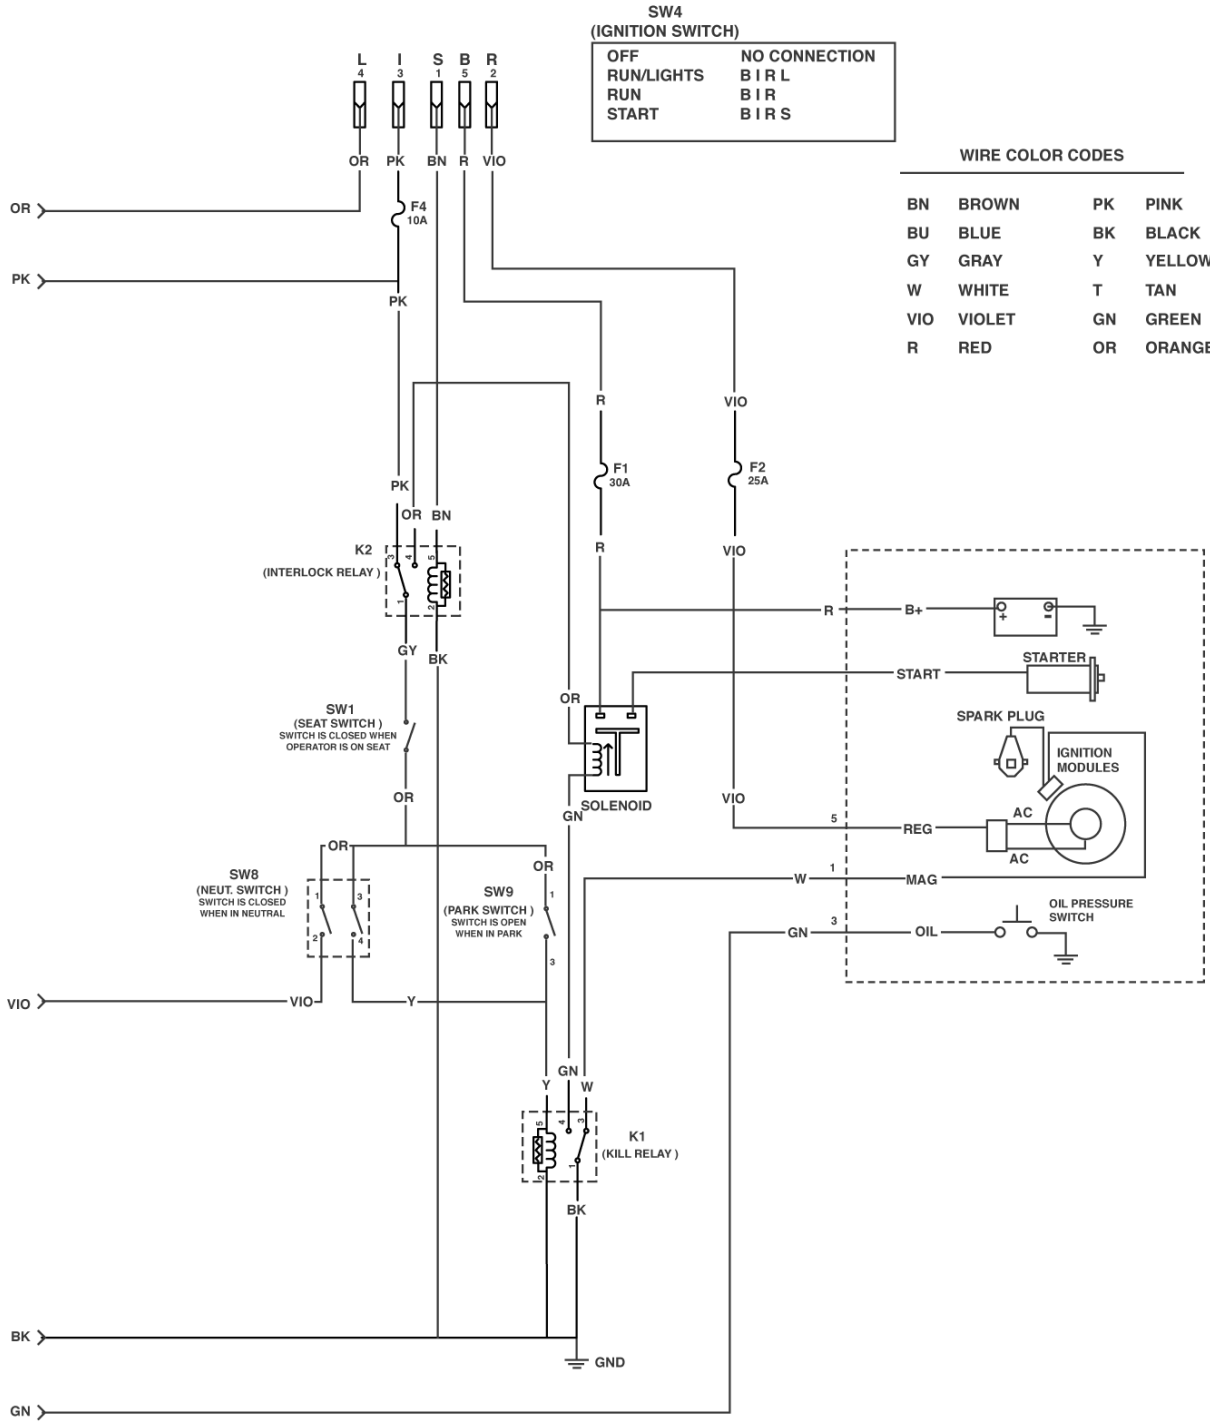 SW4
(IGNITION SWITCH)
OFF NO CONNECTION
RUN/LIGHTS B I R L
RUN B I R
START B I R S
L I S B R
4 3 1 5 2
OR PK BN R VIO
WIRE COLOR CODES
BN BROWN PK PINK
BU BLUE BK BLACK
GY GRAY Y YELLOW
W WHITE T TAN
VIO VIOLET GN GREEN
R RED OR ORANGE
OR
F4
10A
PK
PK
R
VIO
F1
30A
F2
25A
PK
OR BN
R
VIO
K2
(INTERLOCK RELAY )
3 4 5
1 2
R B+
+ -
GY
BK
STARTER
START
OR
SW1
(SEAT SWITCH )
SWITCH IS CLOSED WHEN
OPERATOR IS ON SEAT
SPARK PLUG
IGNITION
MODULES
OR
VIO
SOLENOID
GN
AC
5
REG
AC
OR
OR
SW8
(NEUT. SWITCH )
SWITCH IS CLOSED
WHEN IN NEUTRAL
1 3
2 4
SW9
(PARK SWITCH )
SWITCH IS OPEN
WHEN IN PARK
1
3
W 1 MAG
OIL PRESSURE
SWITCH
GN 3 OIL
VIO
VIO
Y
GN
Y
W
5 4 3
2 1
K1
(KILL RELAY )
BK
BK
GND
GN